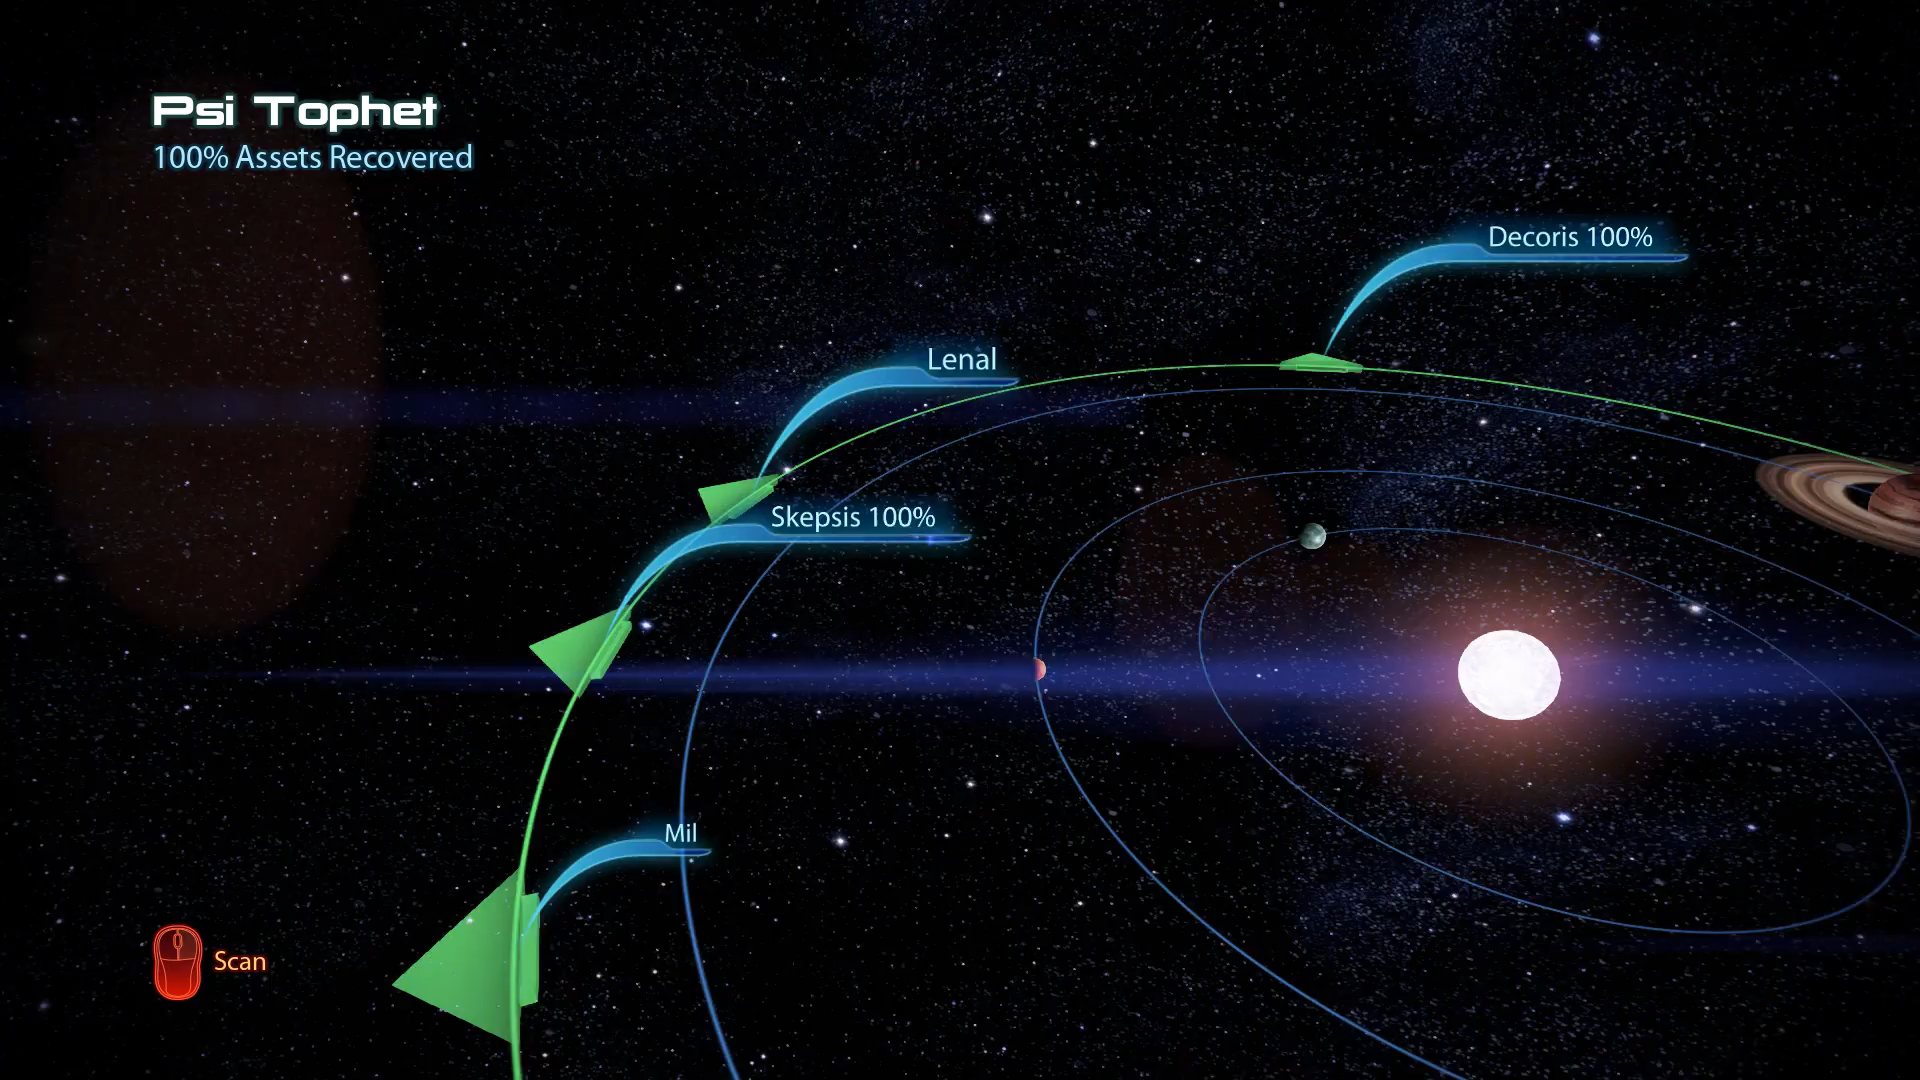 Psi Tophet
100% Assets Recovered
Decoris 100%
Lenal
Skepsis 100%
Mil
Scan